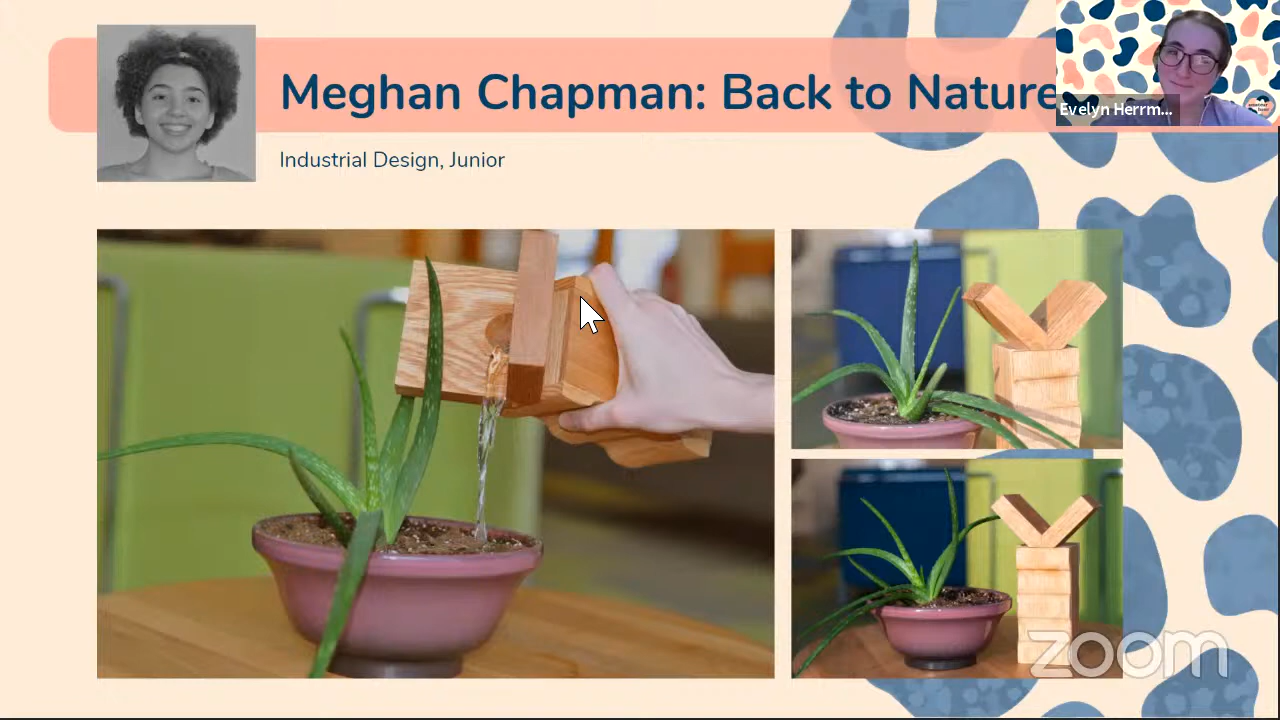 Meghan Chapman: Back to Nature
Evelyn Herrm...
Industrial Design, Junior
zoom